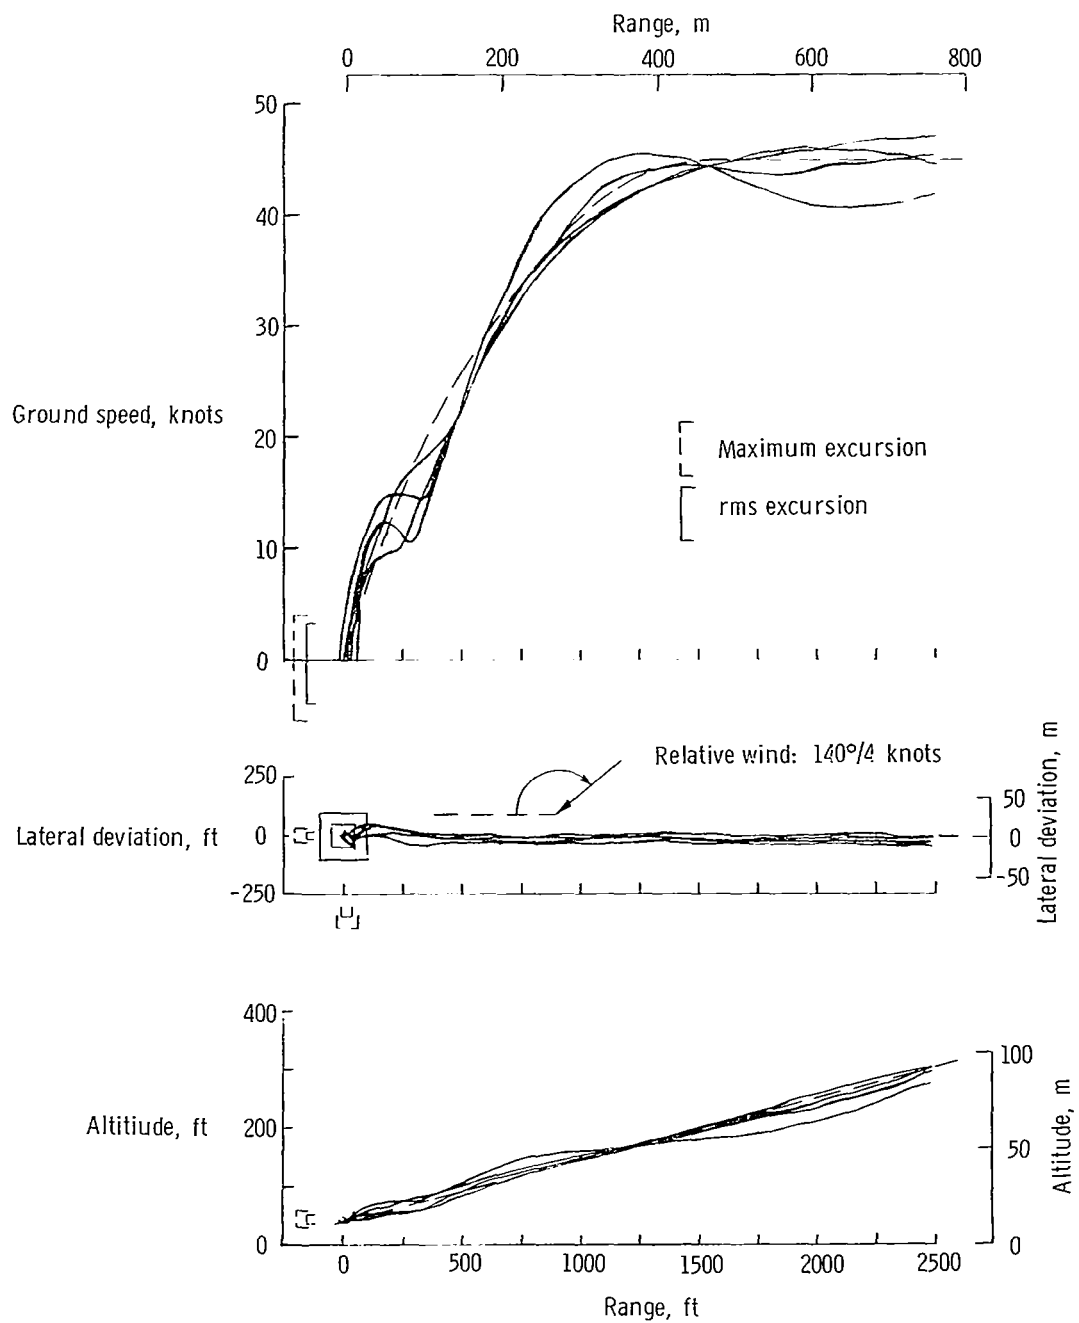 Range, m
0 200 400 600 800
50
40
30
Ground speed, knots
20
Maximum excursion
rms excursion
10
0
Relative wind: 140°/4 knots
250
50
Lateral deviation, ft
0
0
Lateral deviation, m
-50
-250
400
100
Altitiude, ft
200
50
Altitude, m
0
0
0 500 1000 1500 2000 2500
Range, ft